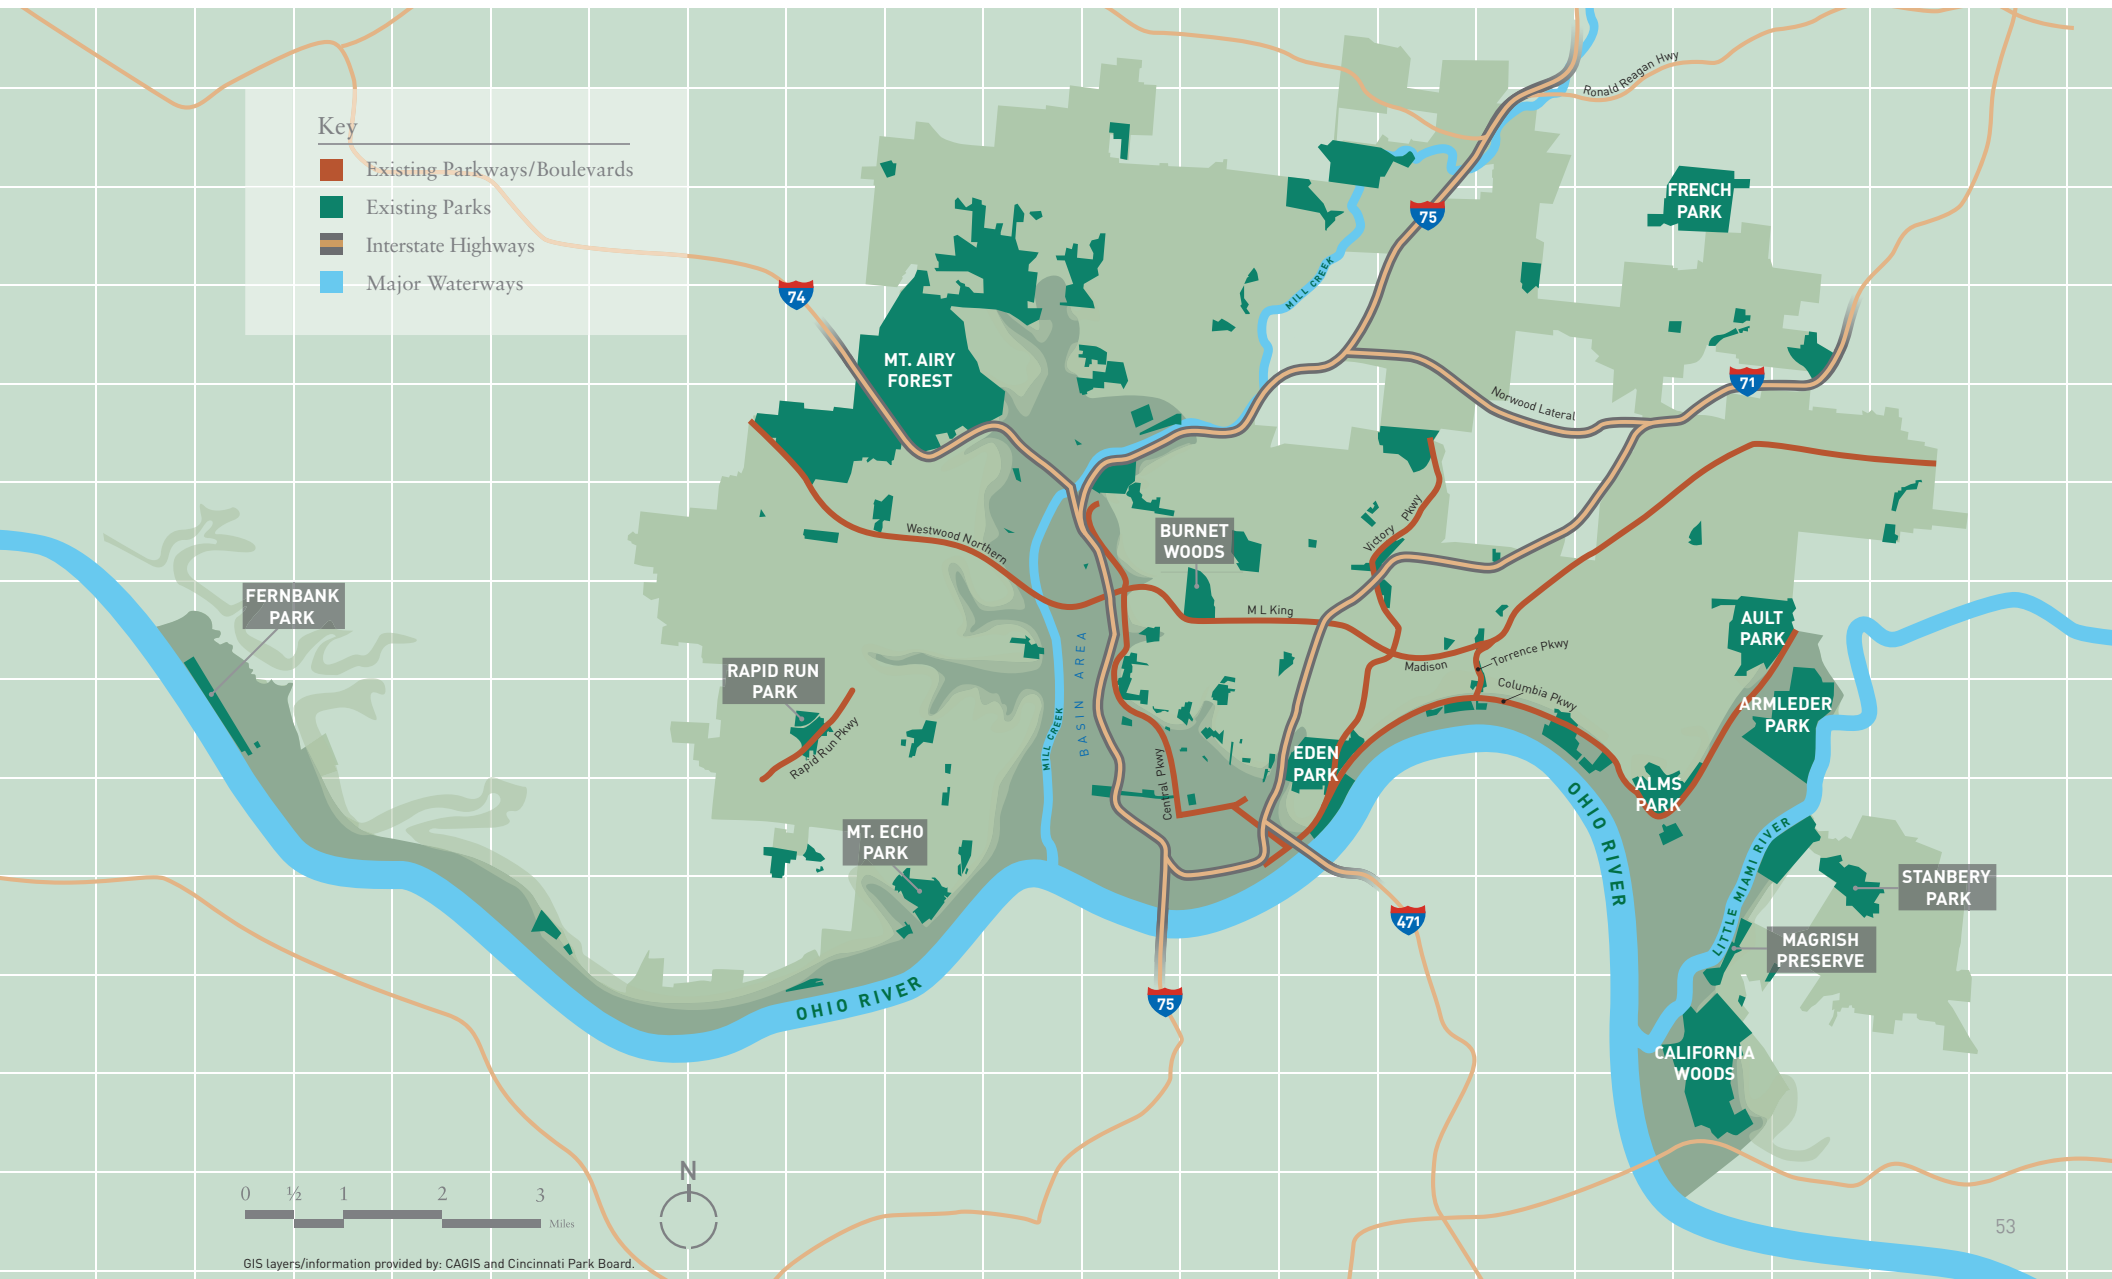 Key
Existing Parkways/Boulevards
Existing Parks
Interstate Highways
Major Waterways
Ronald Reagan Hwy
FRENCH
PARK
75
MILL CREEK
74
MT. AIRY
FOREST
71
Norwood Lateral
Westwood Northern
BURNET
WOODS
Victory Pkwy
FERNBANK
PARK
M L King
AULT
PARK
RAPID RUN
PARK
Rapid Run Pkwy
MILL CREEK
BASIN AREA
Madison
Torrence Pkwy
Columbia Pkwy
ARMLEDER
PARK
Central Pkwy
EDEN
PARK
ALMS
PARK
OHIO RIVER
MT. ECHO
PARK
LITTLE MIAMI RIVER
STANBERY
PARK
471
MAGRISH
PRESERVE
OHIO RIVER
75
CALIFORNIA
WOODS
N
0 ½ 1 2 3
Miles
53
GIS layers/information provided by: CAGIS and Cincinnati Park Board.